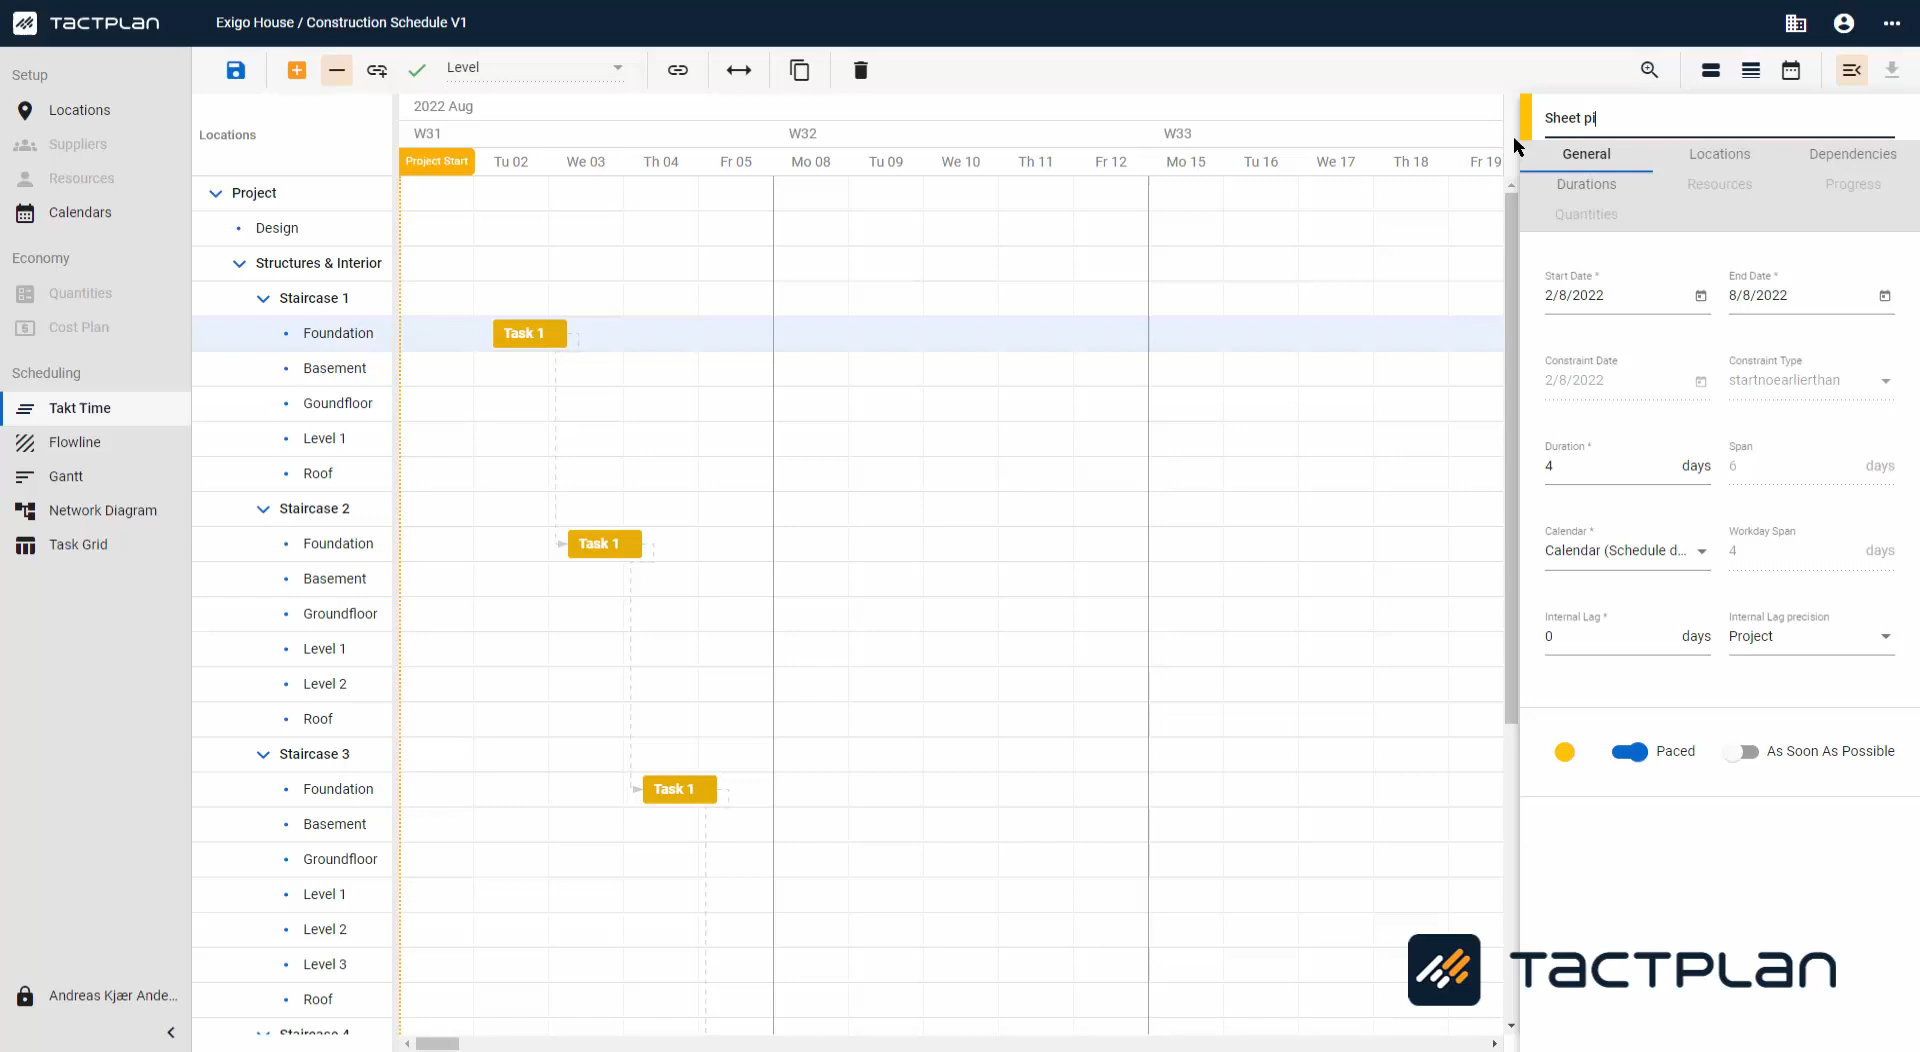 TACTPLAN
Exigo House / Construction Schedule V1
Setup
Locations
Suppliers
Resources
Calendars
Economy
Quantities
Cost Plan
Scheduling
Takt Time
Flowline
Gantt
Network Diagram
Task Grid
Andreas Kjær Ande...
Level
Locations
2022 Aug
W31 W32 W33
Project Start Tu 02 We 03 Th 04 Fr 05 Mo 08 Tu 09 We 10 Th 11 Fr 12 Mo 15 Tu 16 We 17 Th 18 Fr 19
Project
Design
Structures & Interior
Staircase 1
Foundation Task 1
Basement
Goundfloor
Level 1
Roof
Staircase 2
Foundation Task 1
Basement
Groundfloor
Level 1
Level 2
Roof
Staircase 3
Foundation Task 1
Basement
Groundfloor
Level 1
Level 2
Level 3
Roof
Staircase 4
Sheet pi
General Locations Dependencies
Durations Resources Progress
Quantities
Start Date * End Date *
2/8/2022 8/8/2022
Constraint Date Constraint Type
2/8/2022 startnoearlierthan
Duration * Span
4 days 6 days
Calendar * Workday Span
Calendar (Schedule d... 4 days
Internal Lag * Internal Lag precision
0 days Project
Paced As Soon As Possible
TACTPLAN